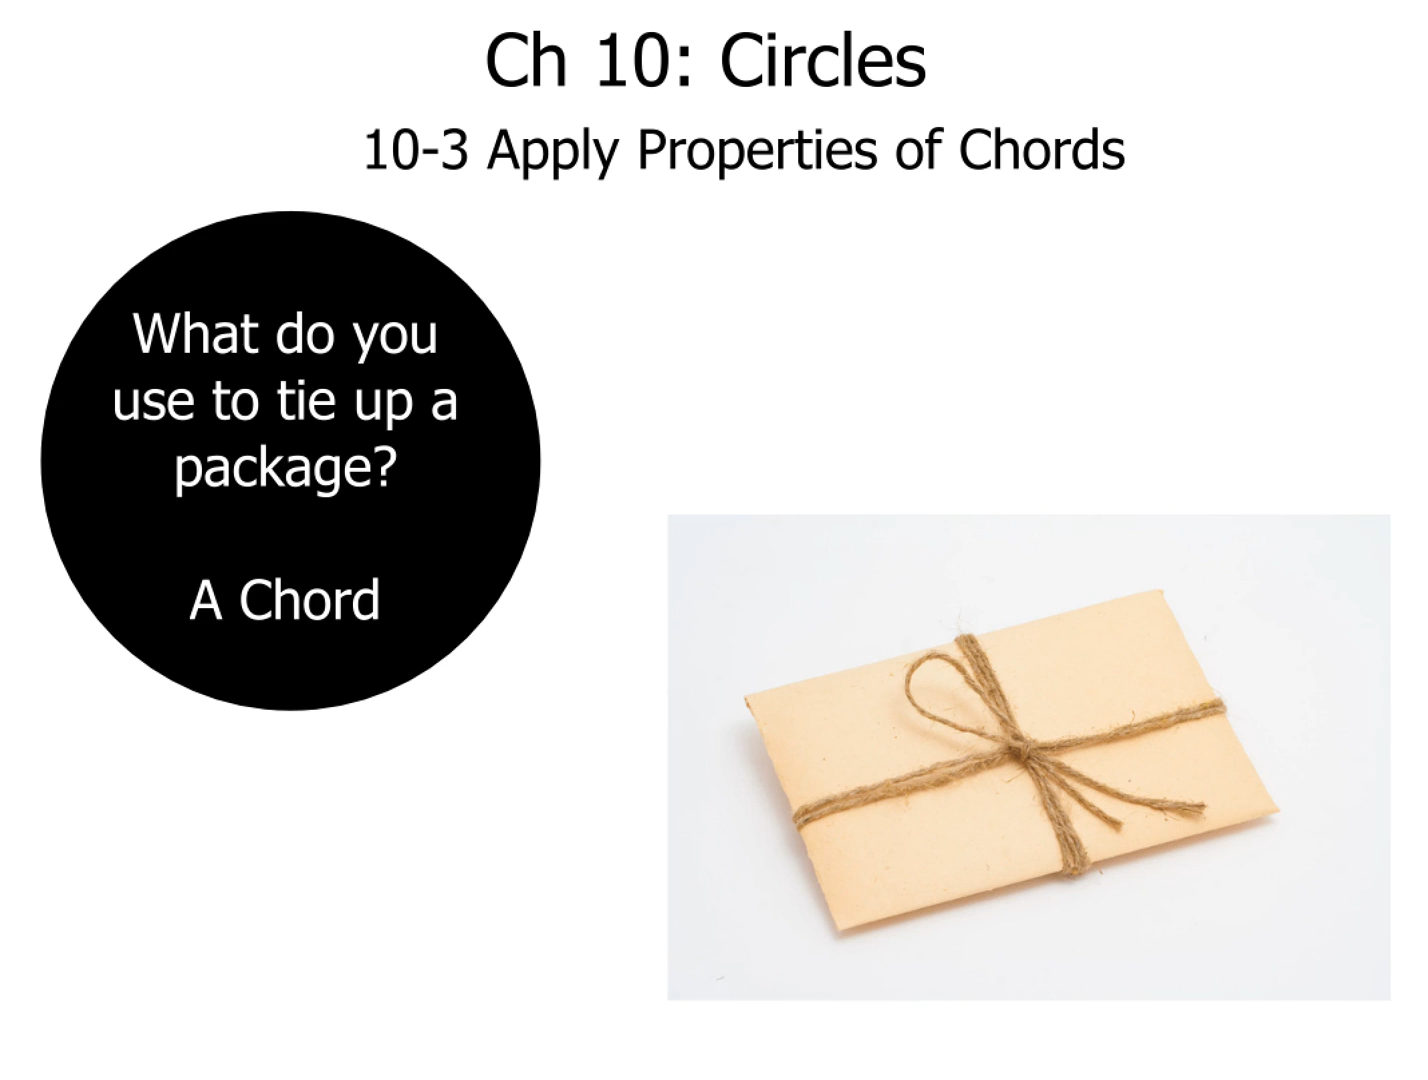 Ch 10: Circles
10-3 Apply Properties of Chords
What do you
use to tie up a
package?
A Chord